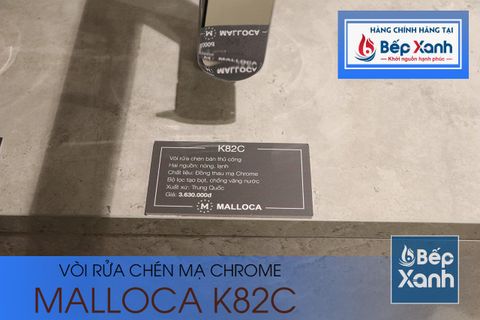 HÀNG CHÍNH HÃNG TẠI
Bếp Xanh
Khơi nguồn hạnh phúc
MALLOCA
MALLOCA
K82C
Vòi rửa chén bán thủ công
Hai nguồn: nóng, lạnh
Chất liệu: Đồng thau mạ Chrome
Bộ lọc tạo bọt, chống văng nước
Xuất xứ: Trung Quốc
Giá: 3.630.000đ
M MALLOCA
VÒI RỬA CHÉN MẠ CHROME
MALLOCA K82C
Bếp
Xanh